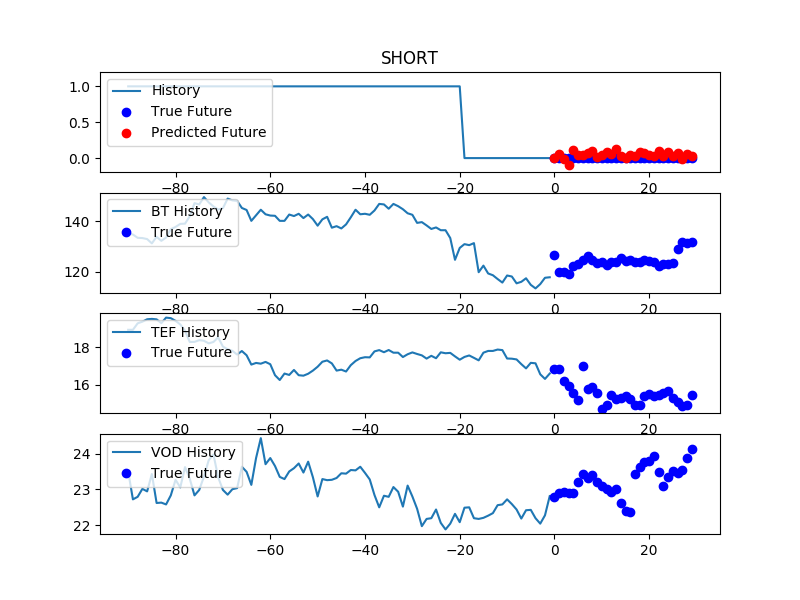 SHORT
1.0
0.5
0.0
History
True Future
Predicted Future
−80 −60 −40 −20 0 20
140
120
BT History
True Future
−80 −60 −40 −20 0 20
18
16
TEF History
True Future
−80 −60 −40 −20 0 20
24
23
22
VOD History
True Future
−80 −60 −40 −20 0 20